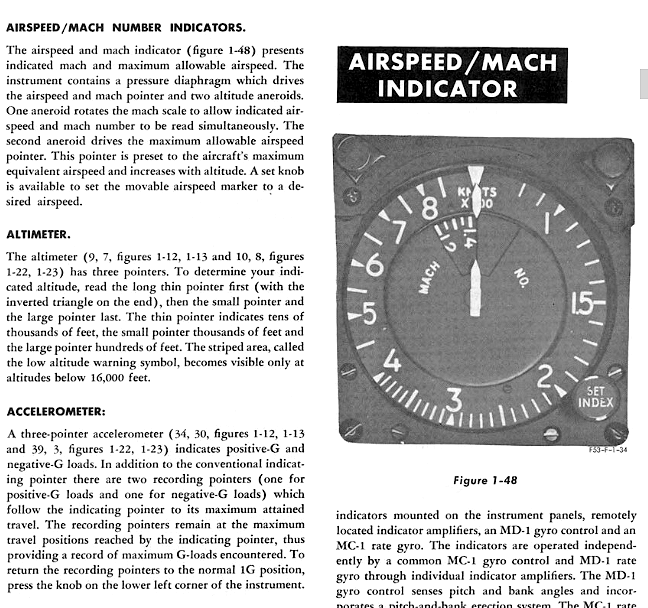 AIRSPEED/MACH NUMBER INDICATORS.
The airspeed and mach indicator (figure 1-48) presents
indicated mach and maximum allowable airspeed. The
instrument contains a pressure diaphragm which drives
the airspeed and mach pointer and two altitude aneroids.
One aneroid rotates the mach scale to allow indicated air-
speed and mach number to be read simultaneously. The
second aneroid drives the maximum allowable airspeed
pointer. This pointer is preset to the aircraft's maximum
equivalent airspeed and increases with altitude. A set knob
is available to set the movable airspeed marker to a de-
sired airspeed.
ALTIMETER.
The altimeter (9, 7, figures 1-12, 1-13 and 10, 8, figures
1-22, 1-23) has three pointers. To determine your indi-
cated altitude, read the long thin pointer first (with the
inverted triangle on the end), then the small pointer and
the large pointer last. The thin pointer indicates tens of
thousands of feet, the small pointer thousands of feet and
the large pointer hundreds of feet. The striped area, called
the low altitude warning symbol, becomes visible only at
altitudes below 16,000 feet.
ACCELEROMETER:
A three-pointer accelerometer (34, 30, figures 1-12, 1-13
and 39, 3, figures 1-22, 1-23) indicates positive-G and
negative-G loads. In addition to the conventional indicat-
ing pointer there are two recording pointers (one for
positive-G loads and one for negative-G loads) which
follow the indicating pointer to its maximum attained
travel. The recording pointers remain at the maximum
travel positions reached by the indicating pointer, thus
providing a record of maximum G-loads encountered. To
return the recording pointers to the normal 1G position,
press the knob on the lower left corner of the instrument.
AIRSPEED/MACH
INDICATOR
KNOTS
X 100
8
1
7
1.4
1.2
6
MACH
NO.
5
1.5
4
2
3
SET
INDEX
F53-F-1-34
Figure 1-48
indicators mounted on the instrument panels, remotely
located indicator amplifiers, an MD-1 gyro control and an
MC-1 rate gyro. The indicators are operated independ-
ently by a common MC-1 gyro control and MD-1 rate
gyro through individual indicator amplifiers. The MD-1
gyro control senses pitch and bank angles and incor-
porates a pitch-and-bank erection system. The MC-1 rate